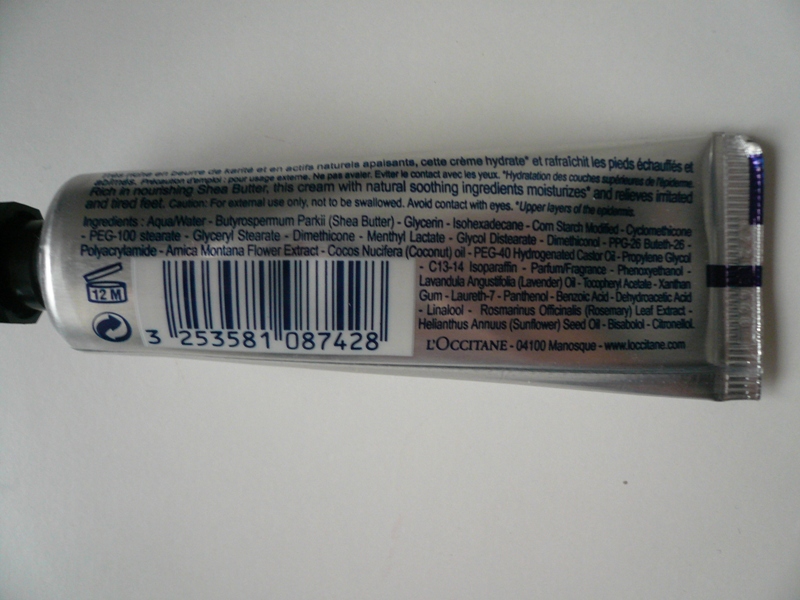 Très riche en beurre de karité et en actifs naturels apaisants, cette crème hydrate* et rafraîchit les pieds échauffés et
abîmés. Précaution d'emploi : pour usage externe. Ne pas avaler. Eviter le contact avec les yeux. *Hydratation des couches supérieures de l'épiderme.
Rich in nourishing Shea Butter, this cream with natural soothing ingredients moisturizes* and relieves irritated
and tired feet. Caution: For external use only, not to be swallowed. Avoid contact with eyes. *Upper layers of the epidermis.
Ingredients : Aqua/Water - Butyrospermum Parkii (Shea Butter) - Glycerin - Isohexadecane - Corn Starch Modified - Cyclomethicone
- PEG-100 stearate - Glyceryl Stearate - Dimethicone - Menthyl Lactate - Glycol Distearate - Dimethiconol - PPG-26 Buteth-26 -
Polyacrylamide - Arnica Montana Flower Extract - Cocos Nucifera (Coconut) oil - PEG-40 Hydrogenated Castor Oil - Propylene Glycol
- C13-14 Isoparaffin - Parfum/Fragrance - Phenoxyethanol -
Lavandula Angustifolia (Lavender) Oil - Tocopheryl Acetate - Xanthan
Gum - Laureth-7 - Panthenol - Benzoic Acid - Dehydroacetic Acid
- Linalool - Rosmarinus Officinalis (Rosemary) Leaf Extract -
Helianthus Annuus (Sunflower) Seed Oil - Bisabolol - Citronellol.
L'OCCITANE - 04100 Manosque - www.loccitane.com
12 M
3 253581 087428